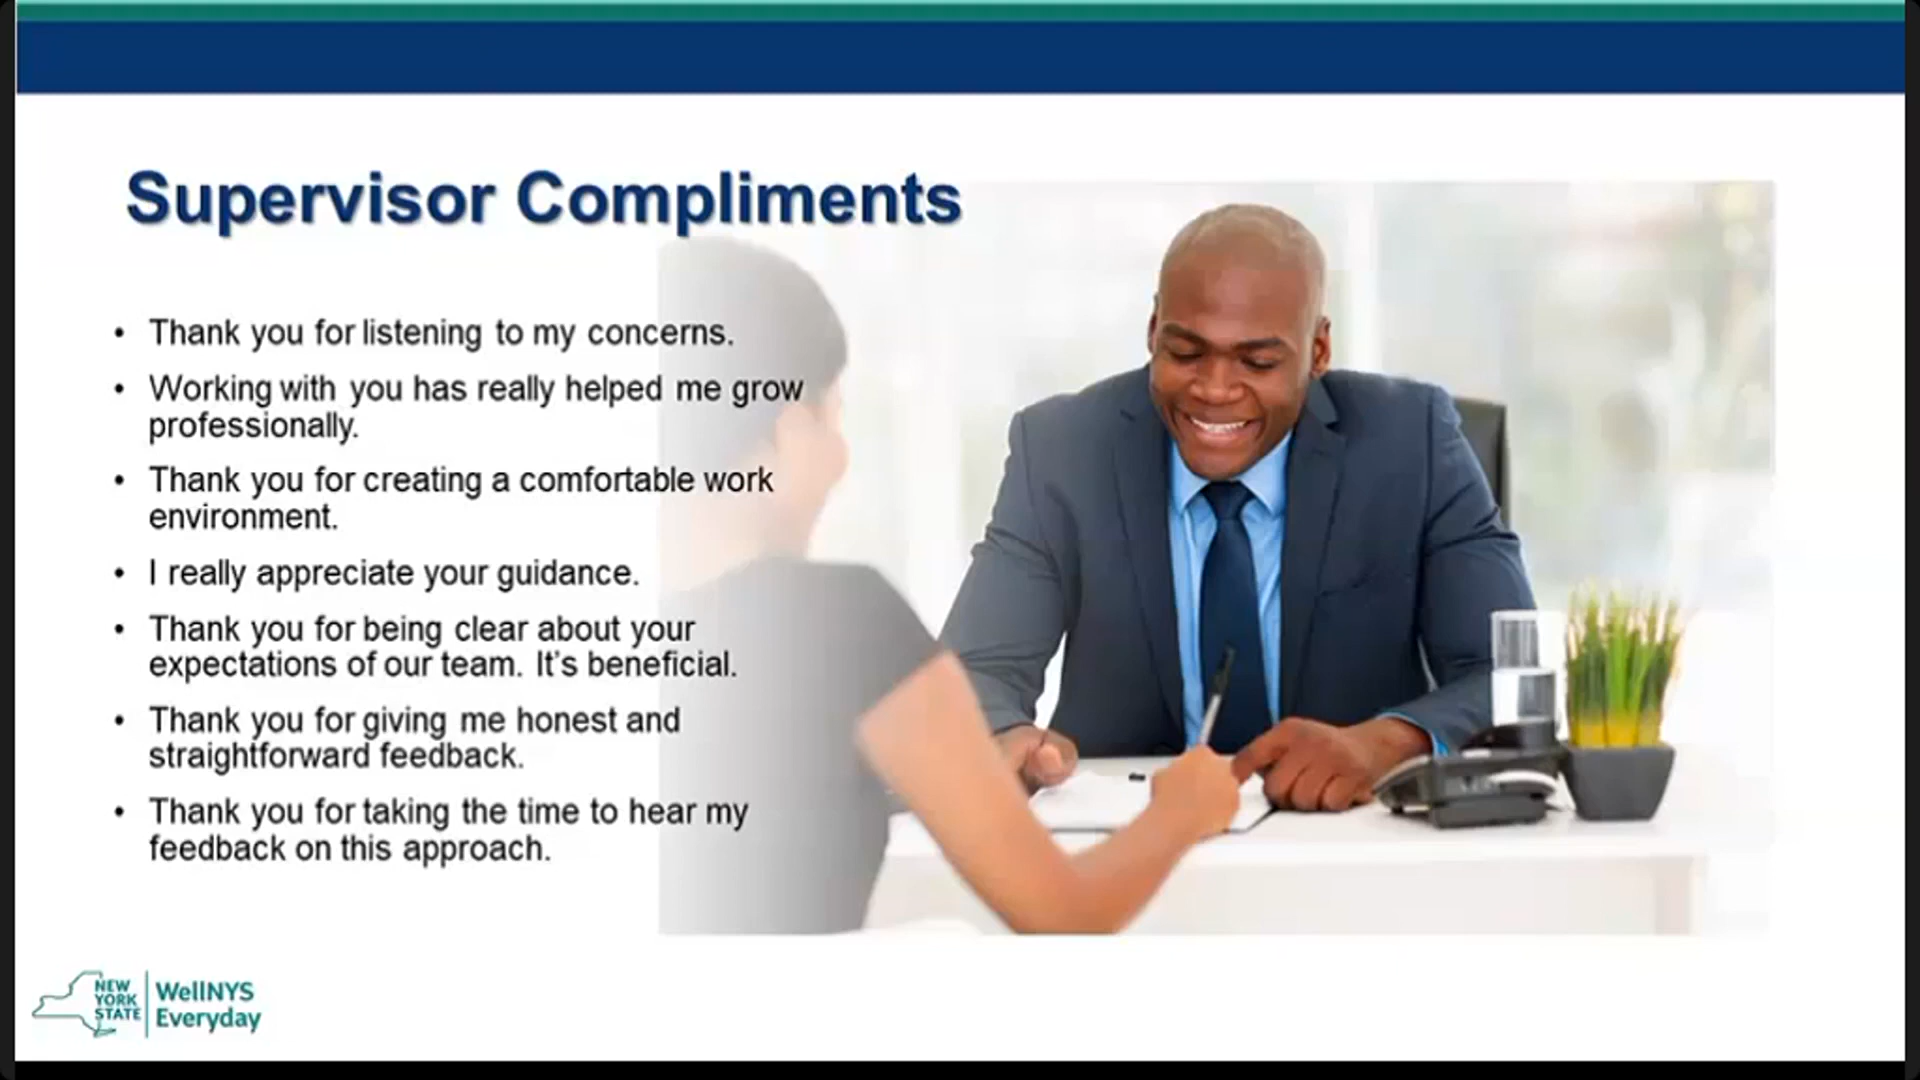 Supervisor Compliments
• Thank you for listening to my concerns.
• Working with you has really helped me grow
professionally.
• Thank you for creating a comfortable work
environment.
• I really appreciate your guidance.
• Thank you for being clear about your
expectations of our team. It’s beneficial.
• Thank you for giving me honest and
straightforward feedback.
• Thank you for taking the time to hear my
feedback on this approach.
NEW
YORK
STATE
WellNYS
Everyday